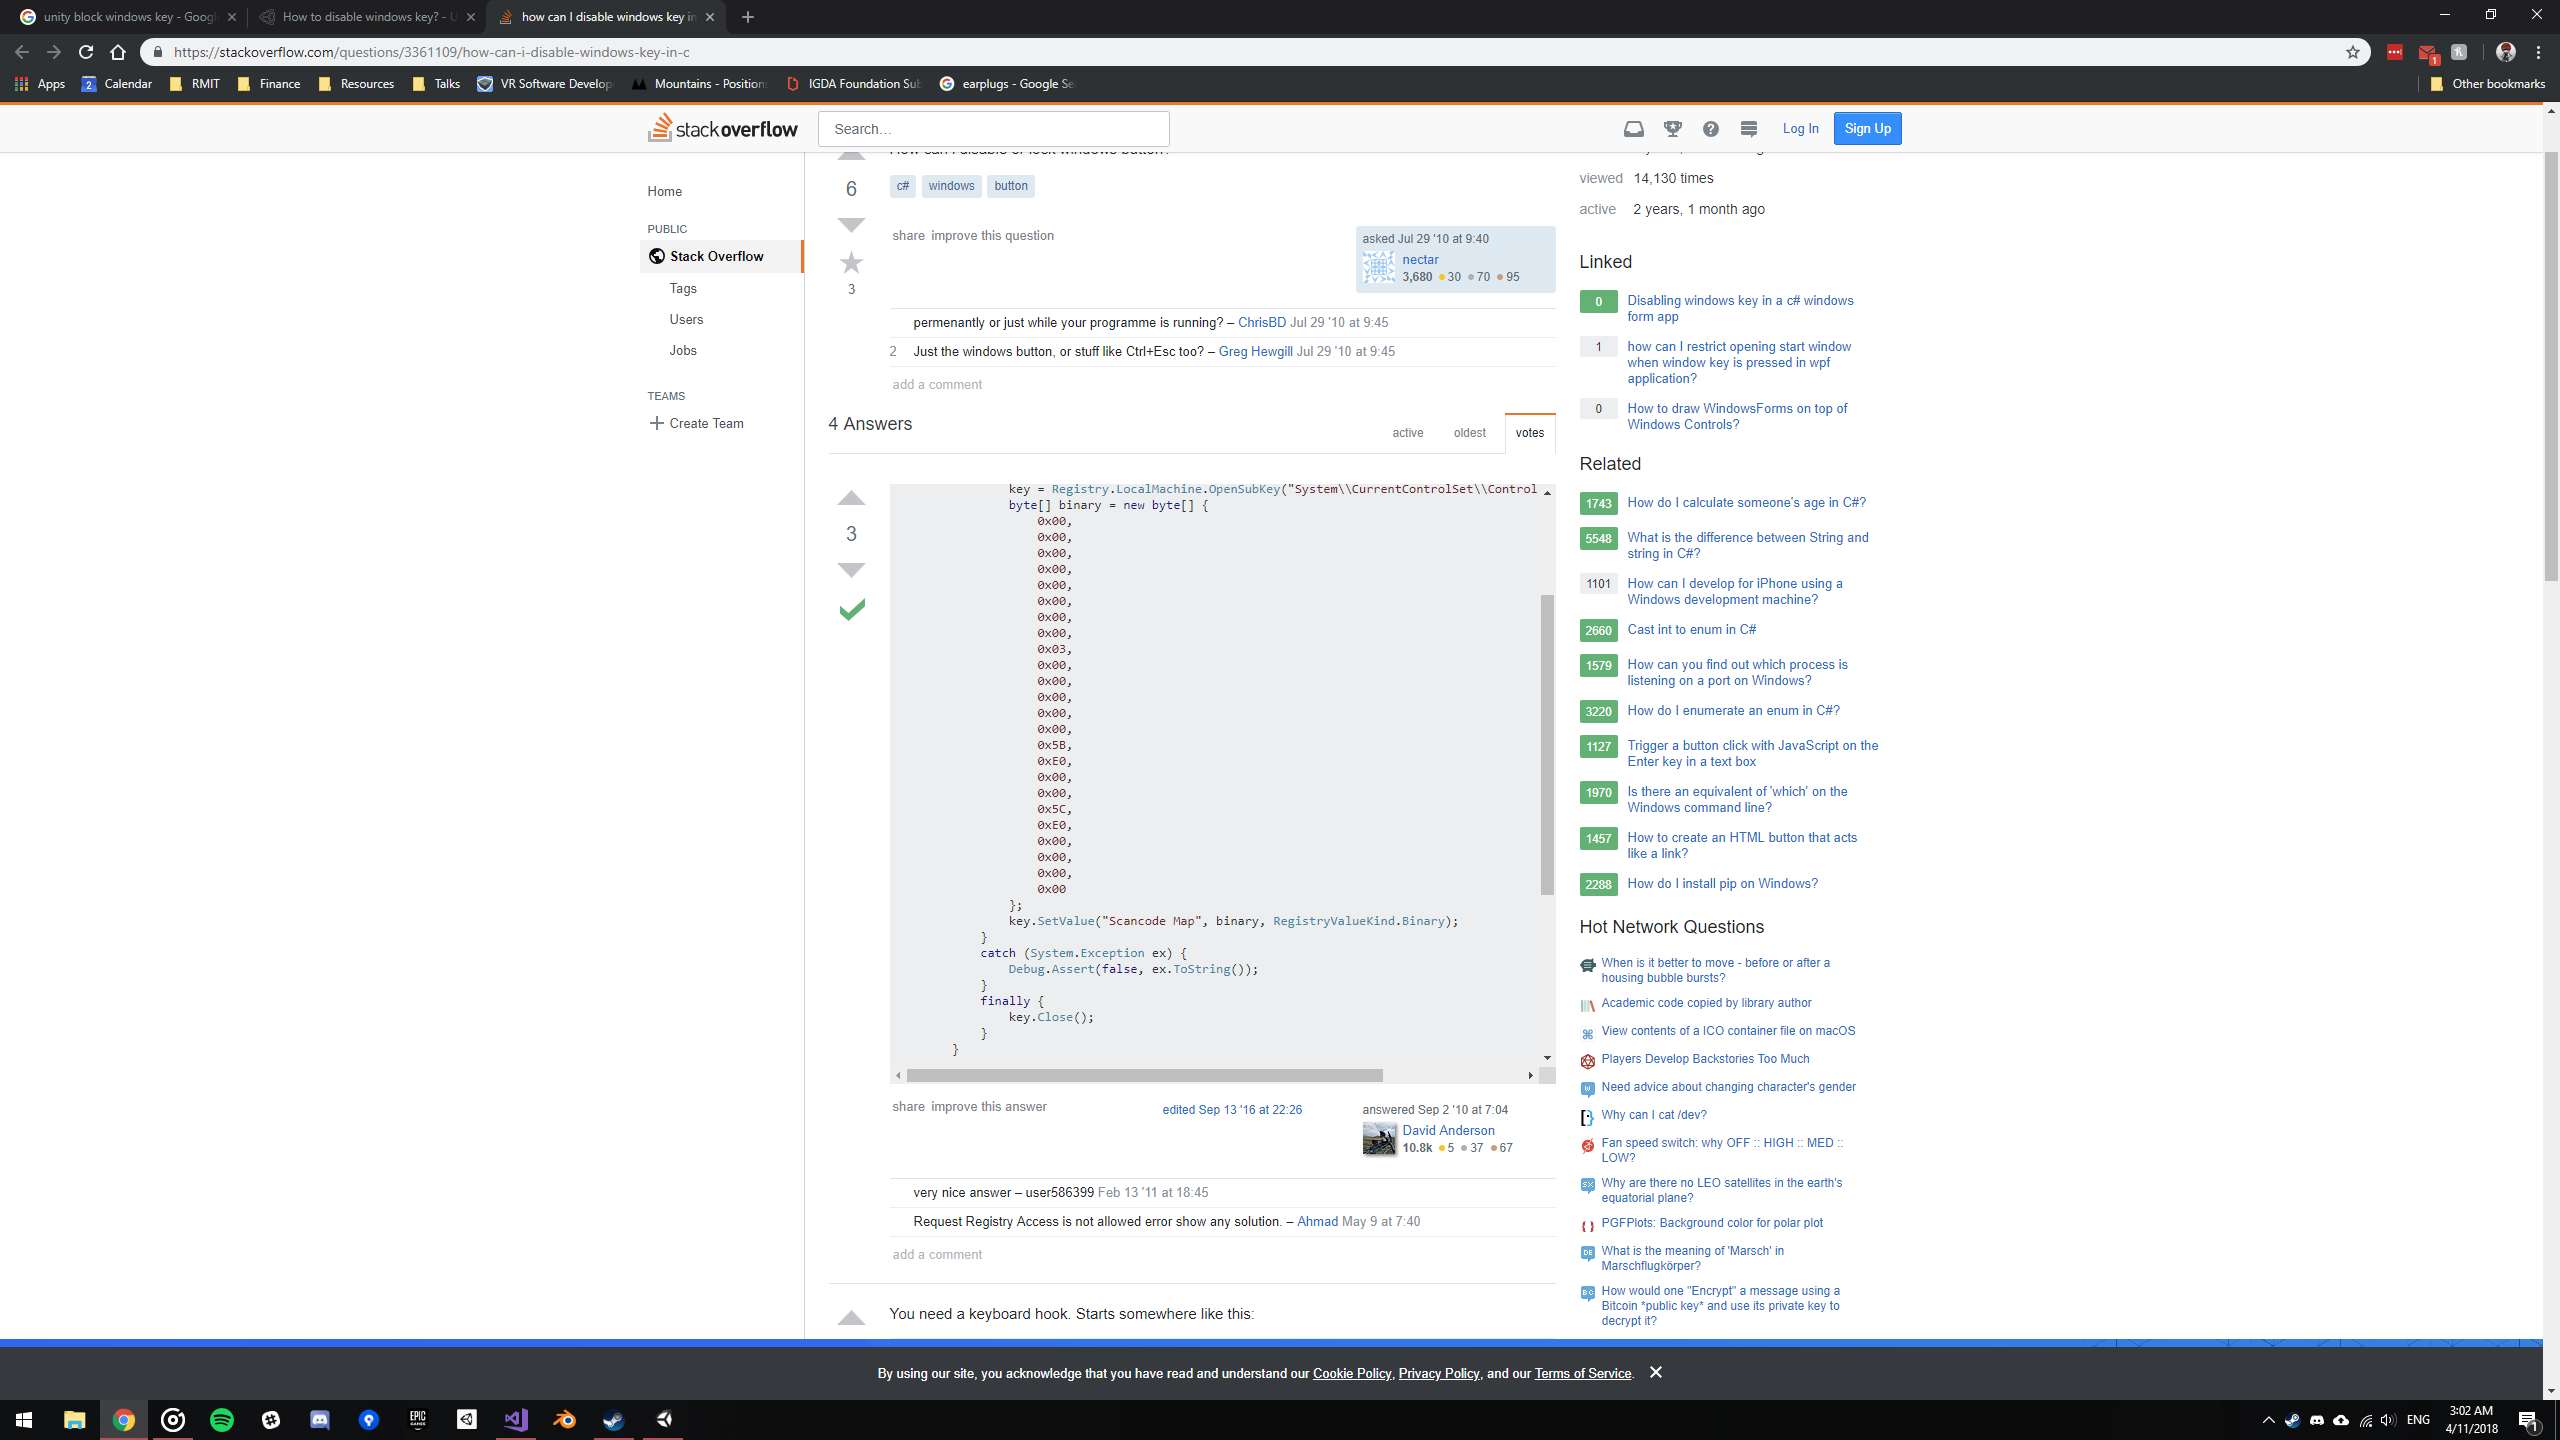 unity block windows key - Googl
How to disable windows key? - U
how can I disable windows key in
https://stackoverflow.com/questions/3361109/how-can-i-disable-windows-key-in-c
1
Apps
2
Calendar
RMIT
Finance
Resources
Talks
VR Software Develop
Mountains - Positions
IGDA Foundation Sub
earplugs - Google Se
Other bookmarks
stackoverflow
Search…
Log In
Sign Up
Home
PUBLIC
Stack Overflow
Tags
Users
Jobs
TEAMS
Create Team
How can I disable or lock windows button?
6
c#
windows
button
share improve this question
3
asked Jul 29 '10 at 9:40
nectar
3,680 30 70 95
permenantly or just while your programme is running? – ChrisBD Jul 29 '10 at 9:45
2 Just the windows button, or stuff like Ctrl+Esc too? – Greg Hewgill Jul 29 '10 at 9:45
add a comment
4 Answers
active
oldest
votes
3
key = Registry.LocalMachine.OpenSubKey("System\\CurrentControlSet\\Control
byte[] binary = new byte[] {
0x00,
0x00,
0x00,
0x00,
0x00,
0x00,
0x00,
0x00,
0x03,
0x00,
0x00,
0x00,
0x00,
0x00,
0x5B,
0xE0,
0x00,
0x00,
0x5C,
0xE0,
0x00,
0x00,
0x00,
0x00
};
key.SetValue("Scancode Map", binary, RegistryValueKind.Binary);
}
catch (System.Exception ex) {
Debug.Assert(false, ex.ToString());
}
finally {
key.Close();
}
}
share improve this answer
edited Sep 13 '16 at 22:26
answered Sep 2 '10 at 7:04
David Anderson
10.8k 5 37 67
very nice answer – user586399 Feb 13 '11 at 18:45
Request Registry Access is not allowed error show any solution. – Ahmad May 9 at 7:40
add a comment
You need a keyboard hook. Starts somewhere like this:
viewed 14,130 times
active 2 years, 1 month ago
Linked
0 Disabling windows key in a c# windows
form app
1 how can I restrict opening start window
when window key is pressed in wpf
application?
0 How to draw WindowsForms on top of
Windows Controls?
Related
1743 How do I calculate someone's age in C#?
5548 What is the difference between String and
string in C#?
1101 How can I develop for iPhone using a
Windows development machine?
2660 Cast int to enum in C#
1579 How can you find out which process is
listening on a port on Windows?
3220 How do I enumerate an enum in C#?
1127 Trigger a button click with JavaScript on the
Enter key in a text box
1970 Is there an equivalent of 'which' on the
Windows command line?
1457 How to create an HTML button that acts
like a link?
2288 How do I install pip on Windows?
Hot Network Questions
When is it better to move - before or after a
housing bubble bursts?
Academic code copied by library author
View contents of a ICO container file on macOS
Players Develop Backstories Too Much
Need advice about changing character's gender
Why can I cat /dev?
Fan speed switch: why OFF :: HIGH :: MED ::
LOW?
Why are there no LEO satellites in the earth's
equatorial plane?
PGFPlots: Background color for polar plot
What is the meaning of 'Marsch' in
Marschflugkörper?
How would one "Encrypt" a message using a
Bitcoin *public key* and use its private key to
decrypt it?
By using our site, you acknowledge that you have read and understand our Cookie Policy, Privacy Policy, and our Terms of Service.
EPIC
GAMES
ENG
3:02 AM
4/11/2018
1